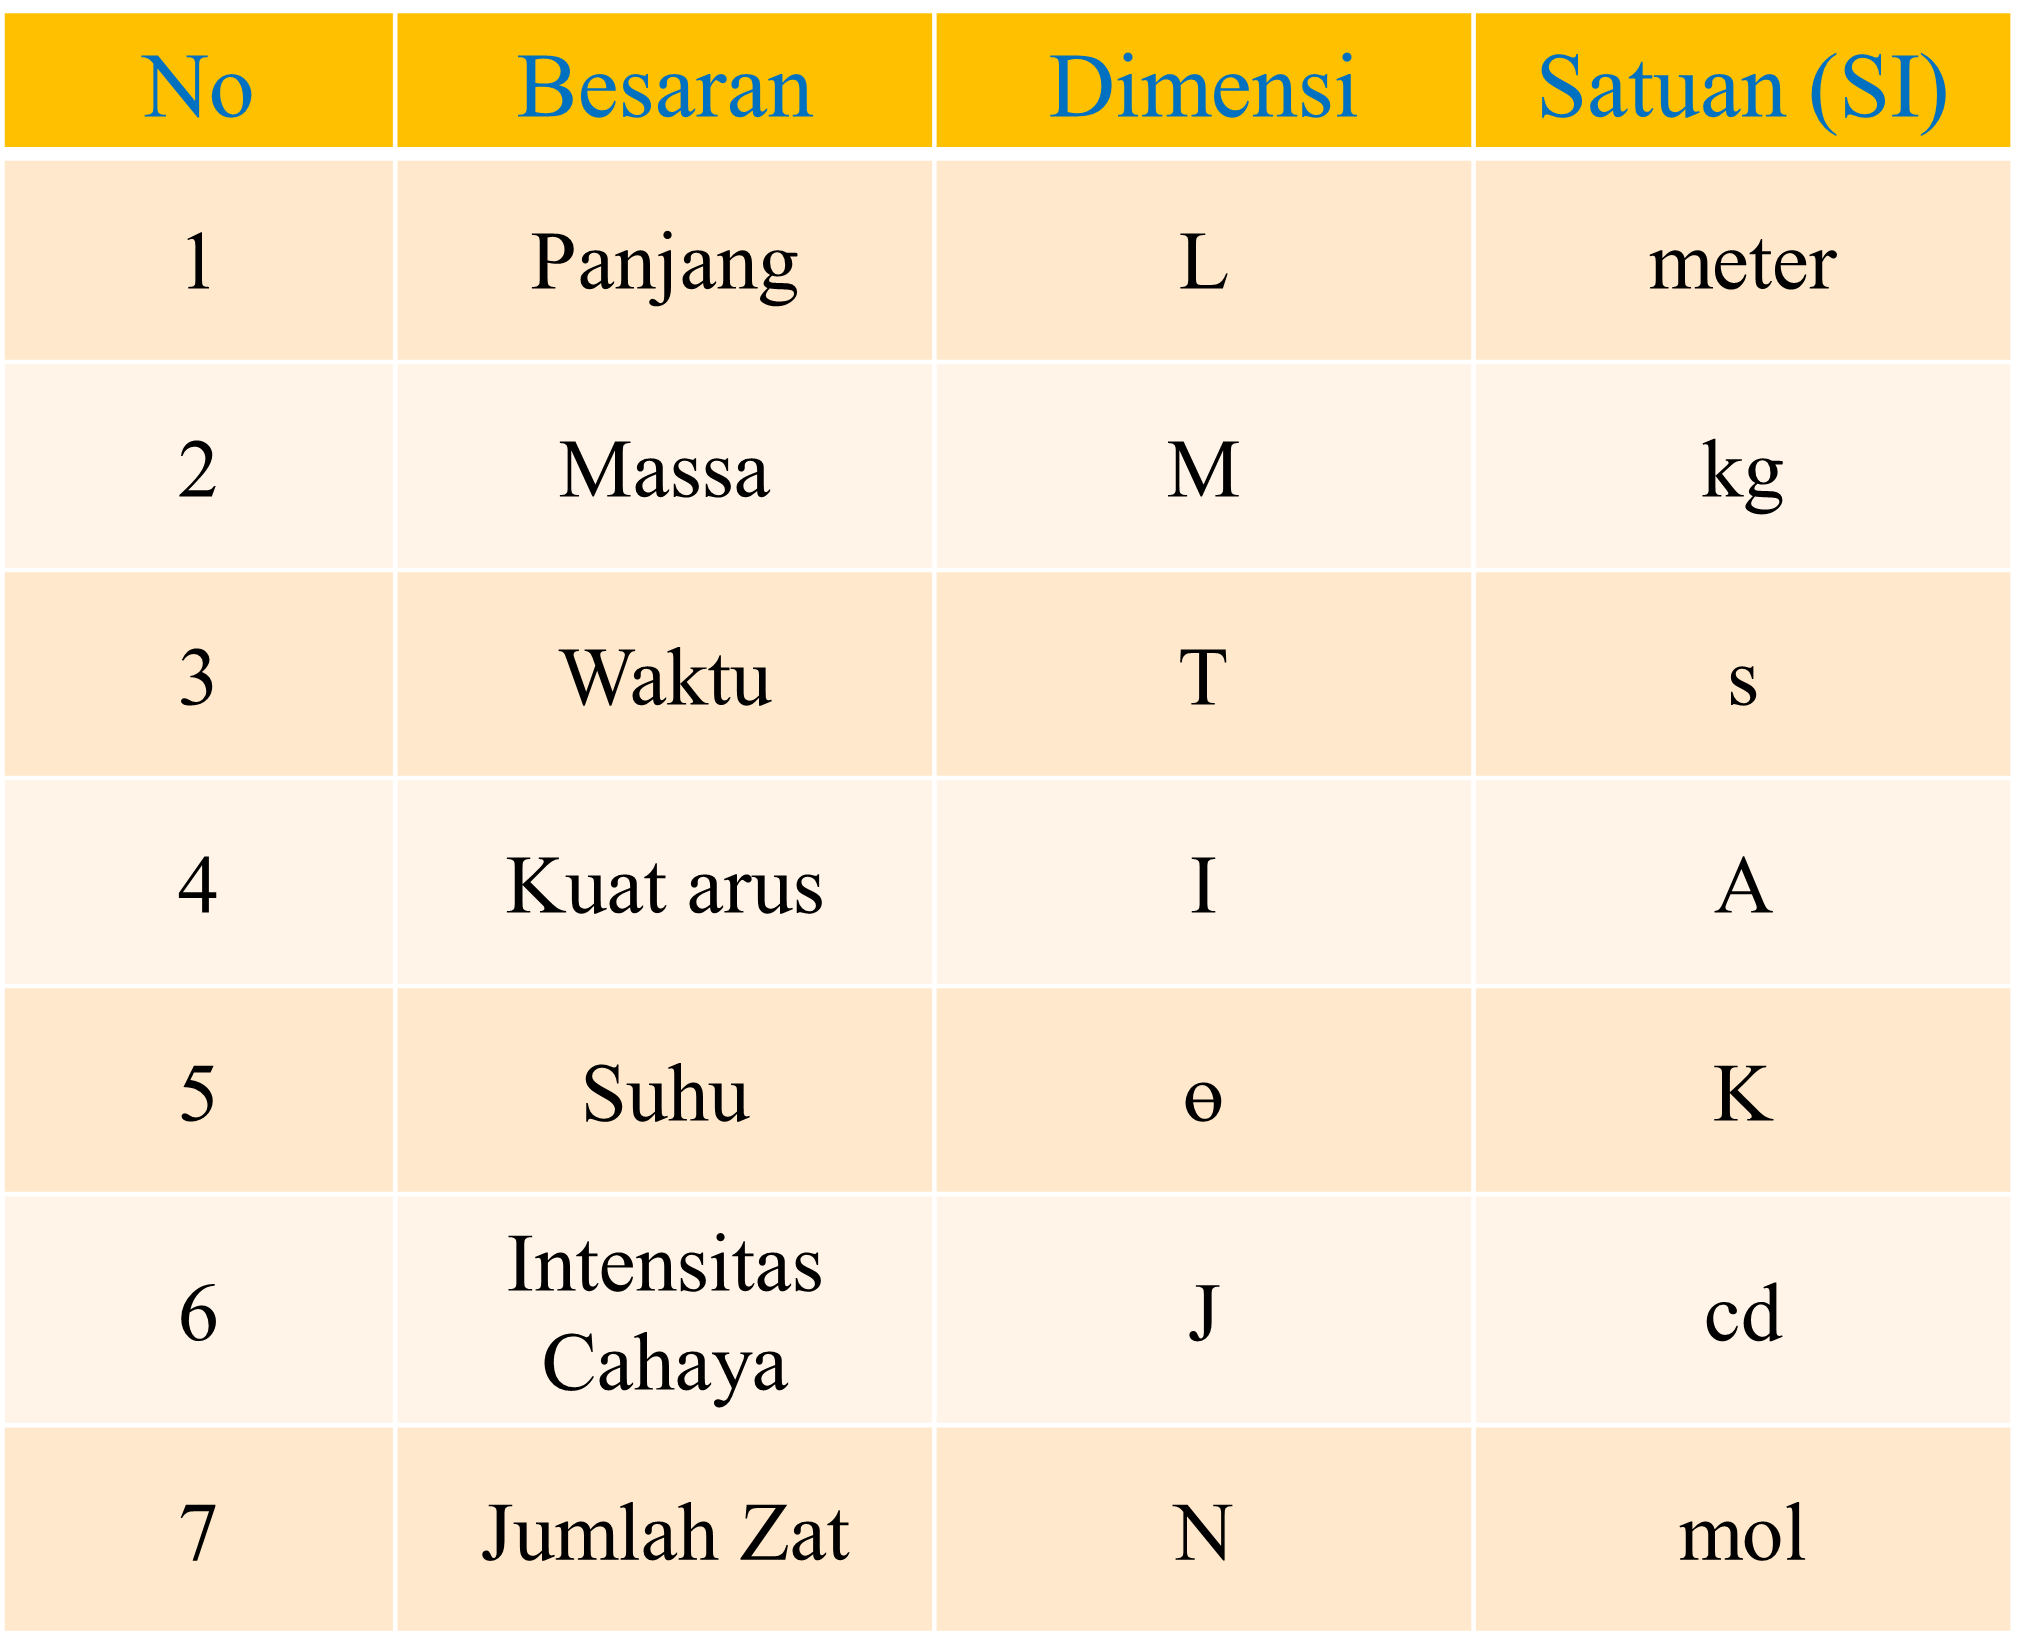 No Besaran Dimensi Satuan (SI)
1 Panjang L meter
2 Massa M kg
3 Waktu T s
4 Kuat arus I A
5 Suhu ɵ K
6 Intensitas Cahaya J cd
7 Jumlah Zat N mol